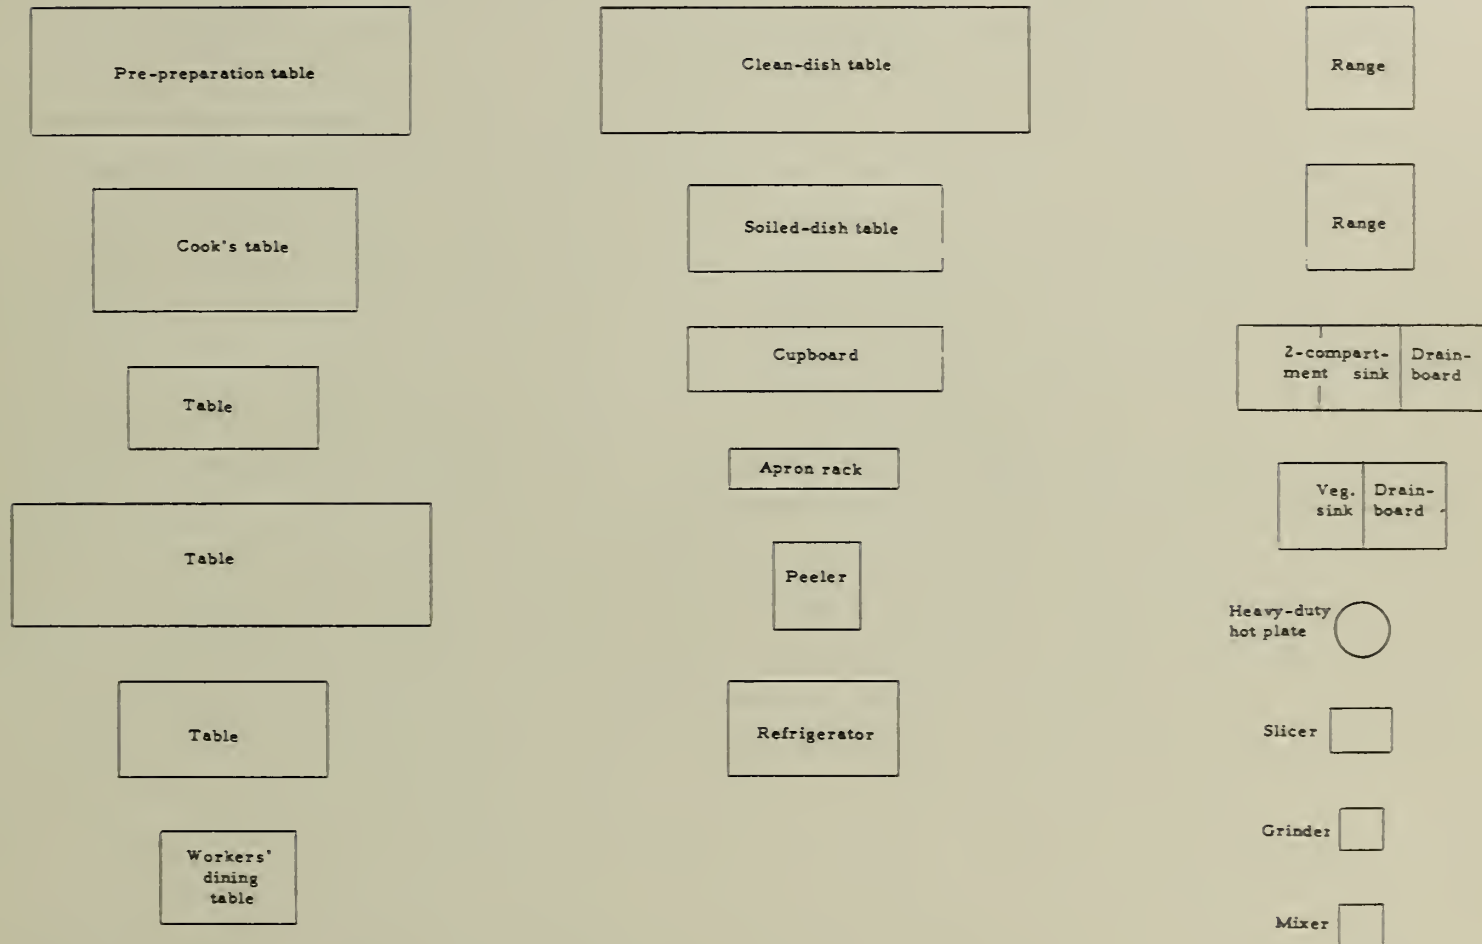 Pre-preparation table
Cook's table
Table
Table
Table
Workers'
dining
table
Clean-dish table
Soiled-dish table
Cupboard
Apron rack
Peeler
Refrigerator
Range
Range
2-compart-
ment sink
Drain-
board
Veg.
sink
Drain-
board
Heavy-duty
hot plate
Slicer
Grinder
Mixer